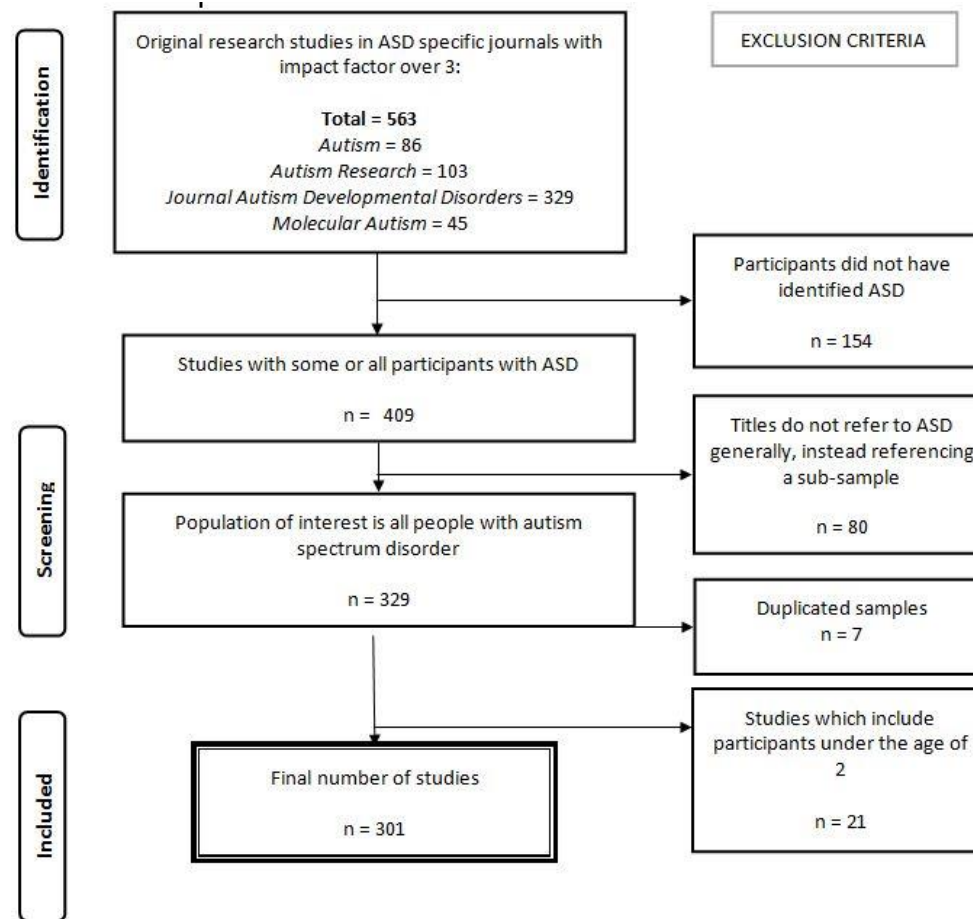 Identification
Original research studies in ASD specific journals with
impact factor over 3:
Total = 563
Autism = 86
Autism Research = 103
Journal Autism Developmental Disorders = 329
Molecular Autism = 45
EXCLUSION CRITERIA
Participants did not have
identified ASD
n = 154
Studies with some or all participants with ASD
n = 409
Screening
Titles do not refer to ASD
generally, instead referencing
a sub-sample
n = 80
Population of interest is all people with autism
spectrum disorder
n = 329
Duplicated samples
n = 7
Included
Studies which include
participants under the age of
2
n = 21
Final number of studies
n = 301